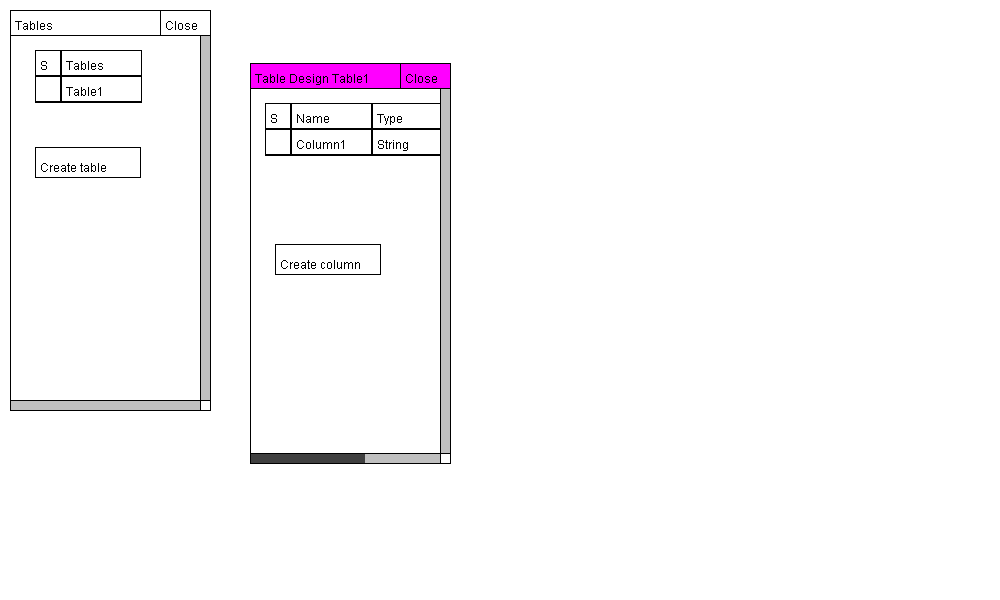 Tables Close
S Tables
Table1
Create table
Table Design Table1 Close
S Name Type
Column1 String
Create column